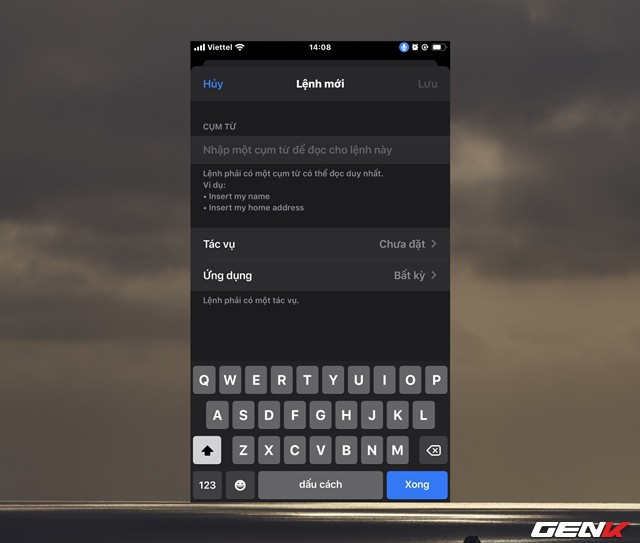 Viettel 14:08
Hủy Lệnh mới Lưu
CỤM TỪ
Nhập một cụm từ để đọc cho lệnh này
Lệnh phải có một cụm từ có thể đọc duy nhất.
Ví dụ:
• Insert my name
• Insert my home address
Tác vụ Chưa đặt
Ứng dụng Bất kỳ
Lệnh phải có một tác vụ.
Q W E R T Y U I O P
A S D F G H J K L
Z X C V B N M
123 dấu cách Xong
GENK